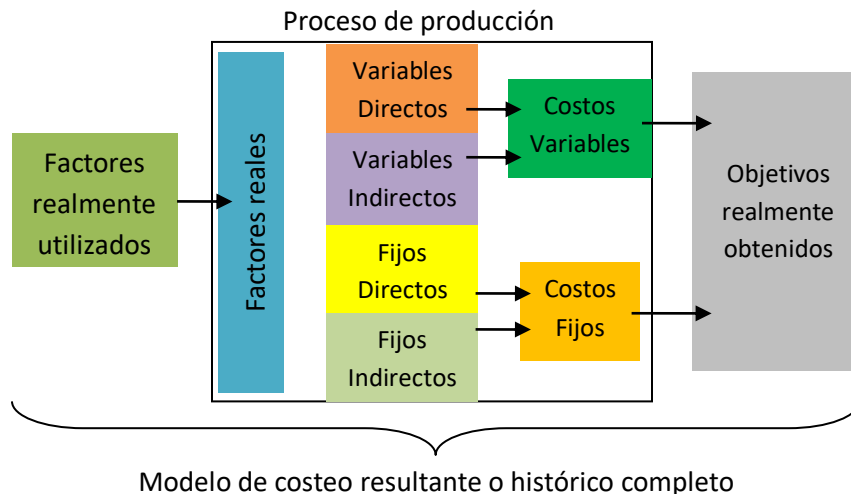 Proceso de producción
Factores
realmente
utilizados
Factores reales
Variables
Directos
Variables
Indirectos
Fijos
Directos
Fijos
Indirectos
Costos
Variables
Costos
Fijos
Objetivos
realmente
obtenidos
Modelo de costeo resultante o histórico completo